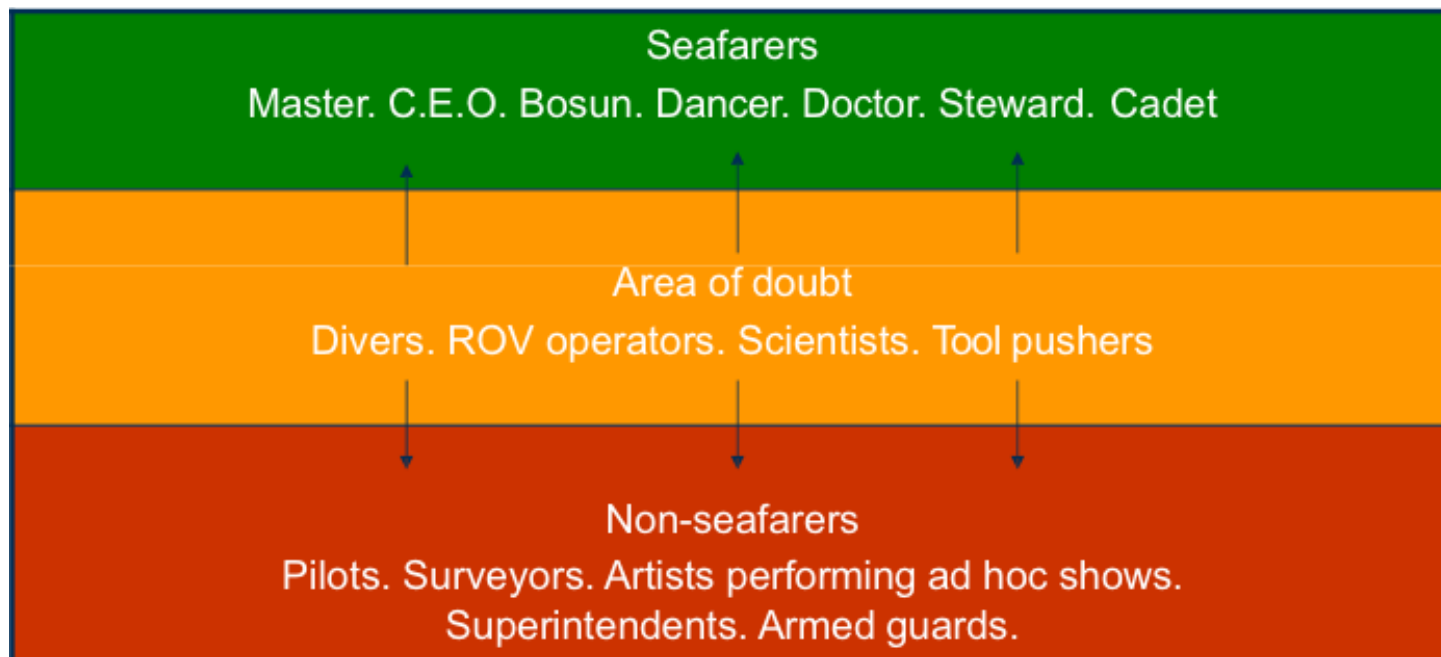 Seafarers
Master. C.E.O. Bosun. Dancer. Doctor. Steward. Cadet
Area of doubt
Divers. ROV operators. Scientists. Tool pushers
Non-seafarers
Pilots. Surveyors. Artists performing ad hoc shows.
Superintendents. Armed guards.